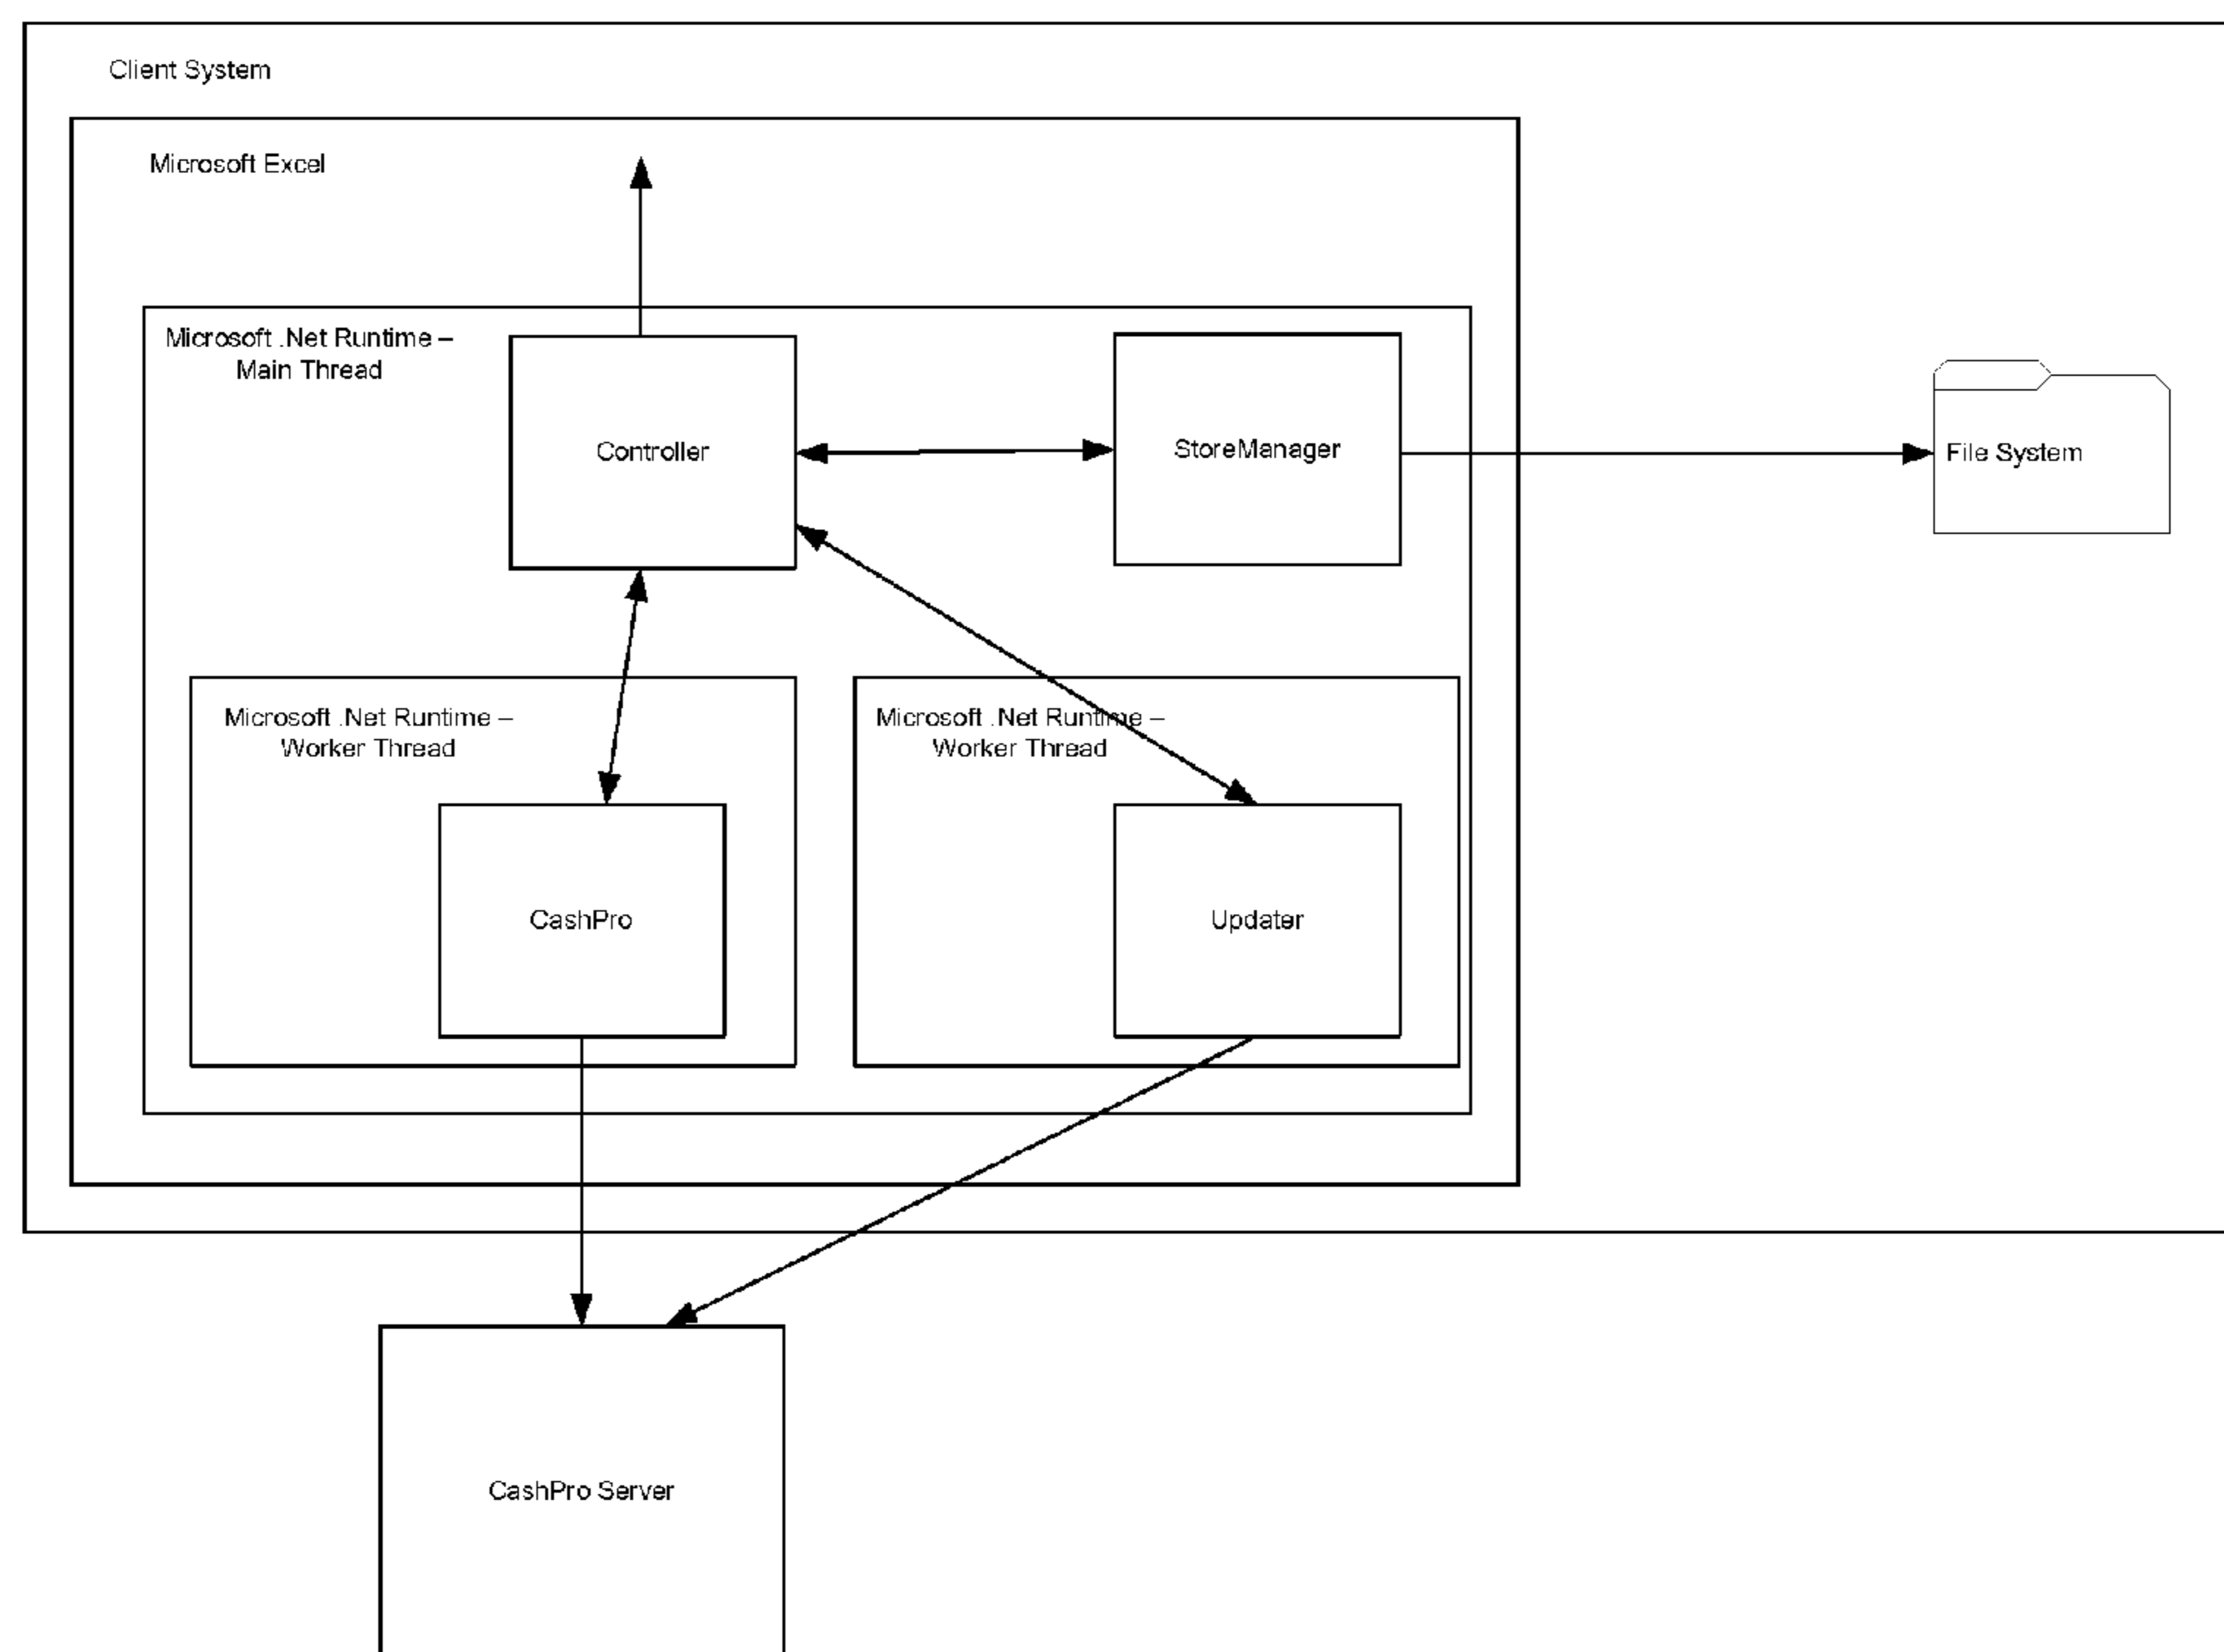 Client System
Microsoft Excel
Microsoft .Net Runtime –
Main Thread
Controller
StoreManager
File System
Microsoft .Net Runtime –
Worker Thread
Microsoft .Net Runtime –
Worker Thread
CashPro
Updater
CashPro Server